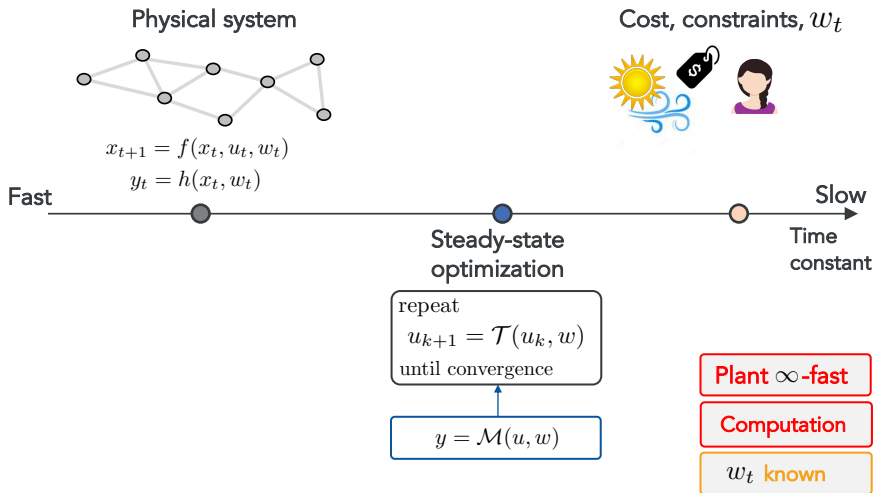 Physical system
Cost, constraints, $w_t$
$
$x_{t+1} = f(x_t, u_t, w_t)$
$y_t = h(x_t, w_t)$
Fast
Slow
Time
constant
Steady-state
optimization
repeat
$u_{k+1} = \mathcal{T}(u_k, w)$
until convergence
$y = \mathcal{M}(u, w)$
Plant ∞-fast
Computation
$w_t$ known